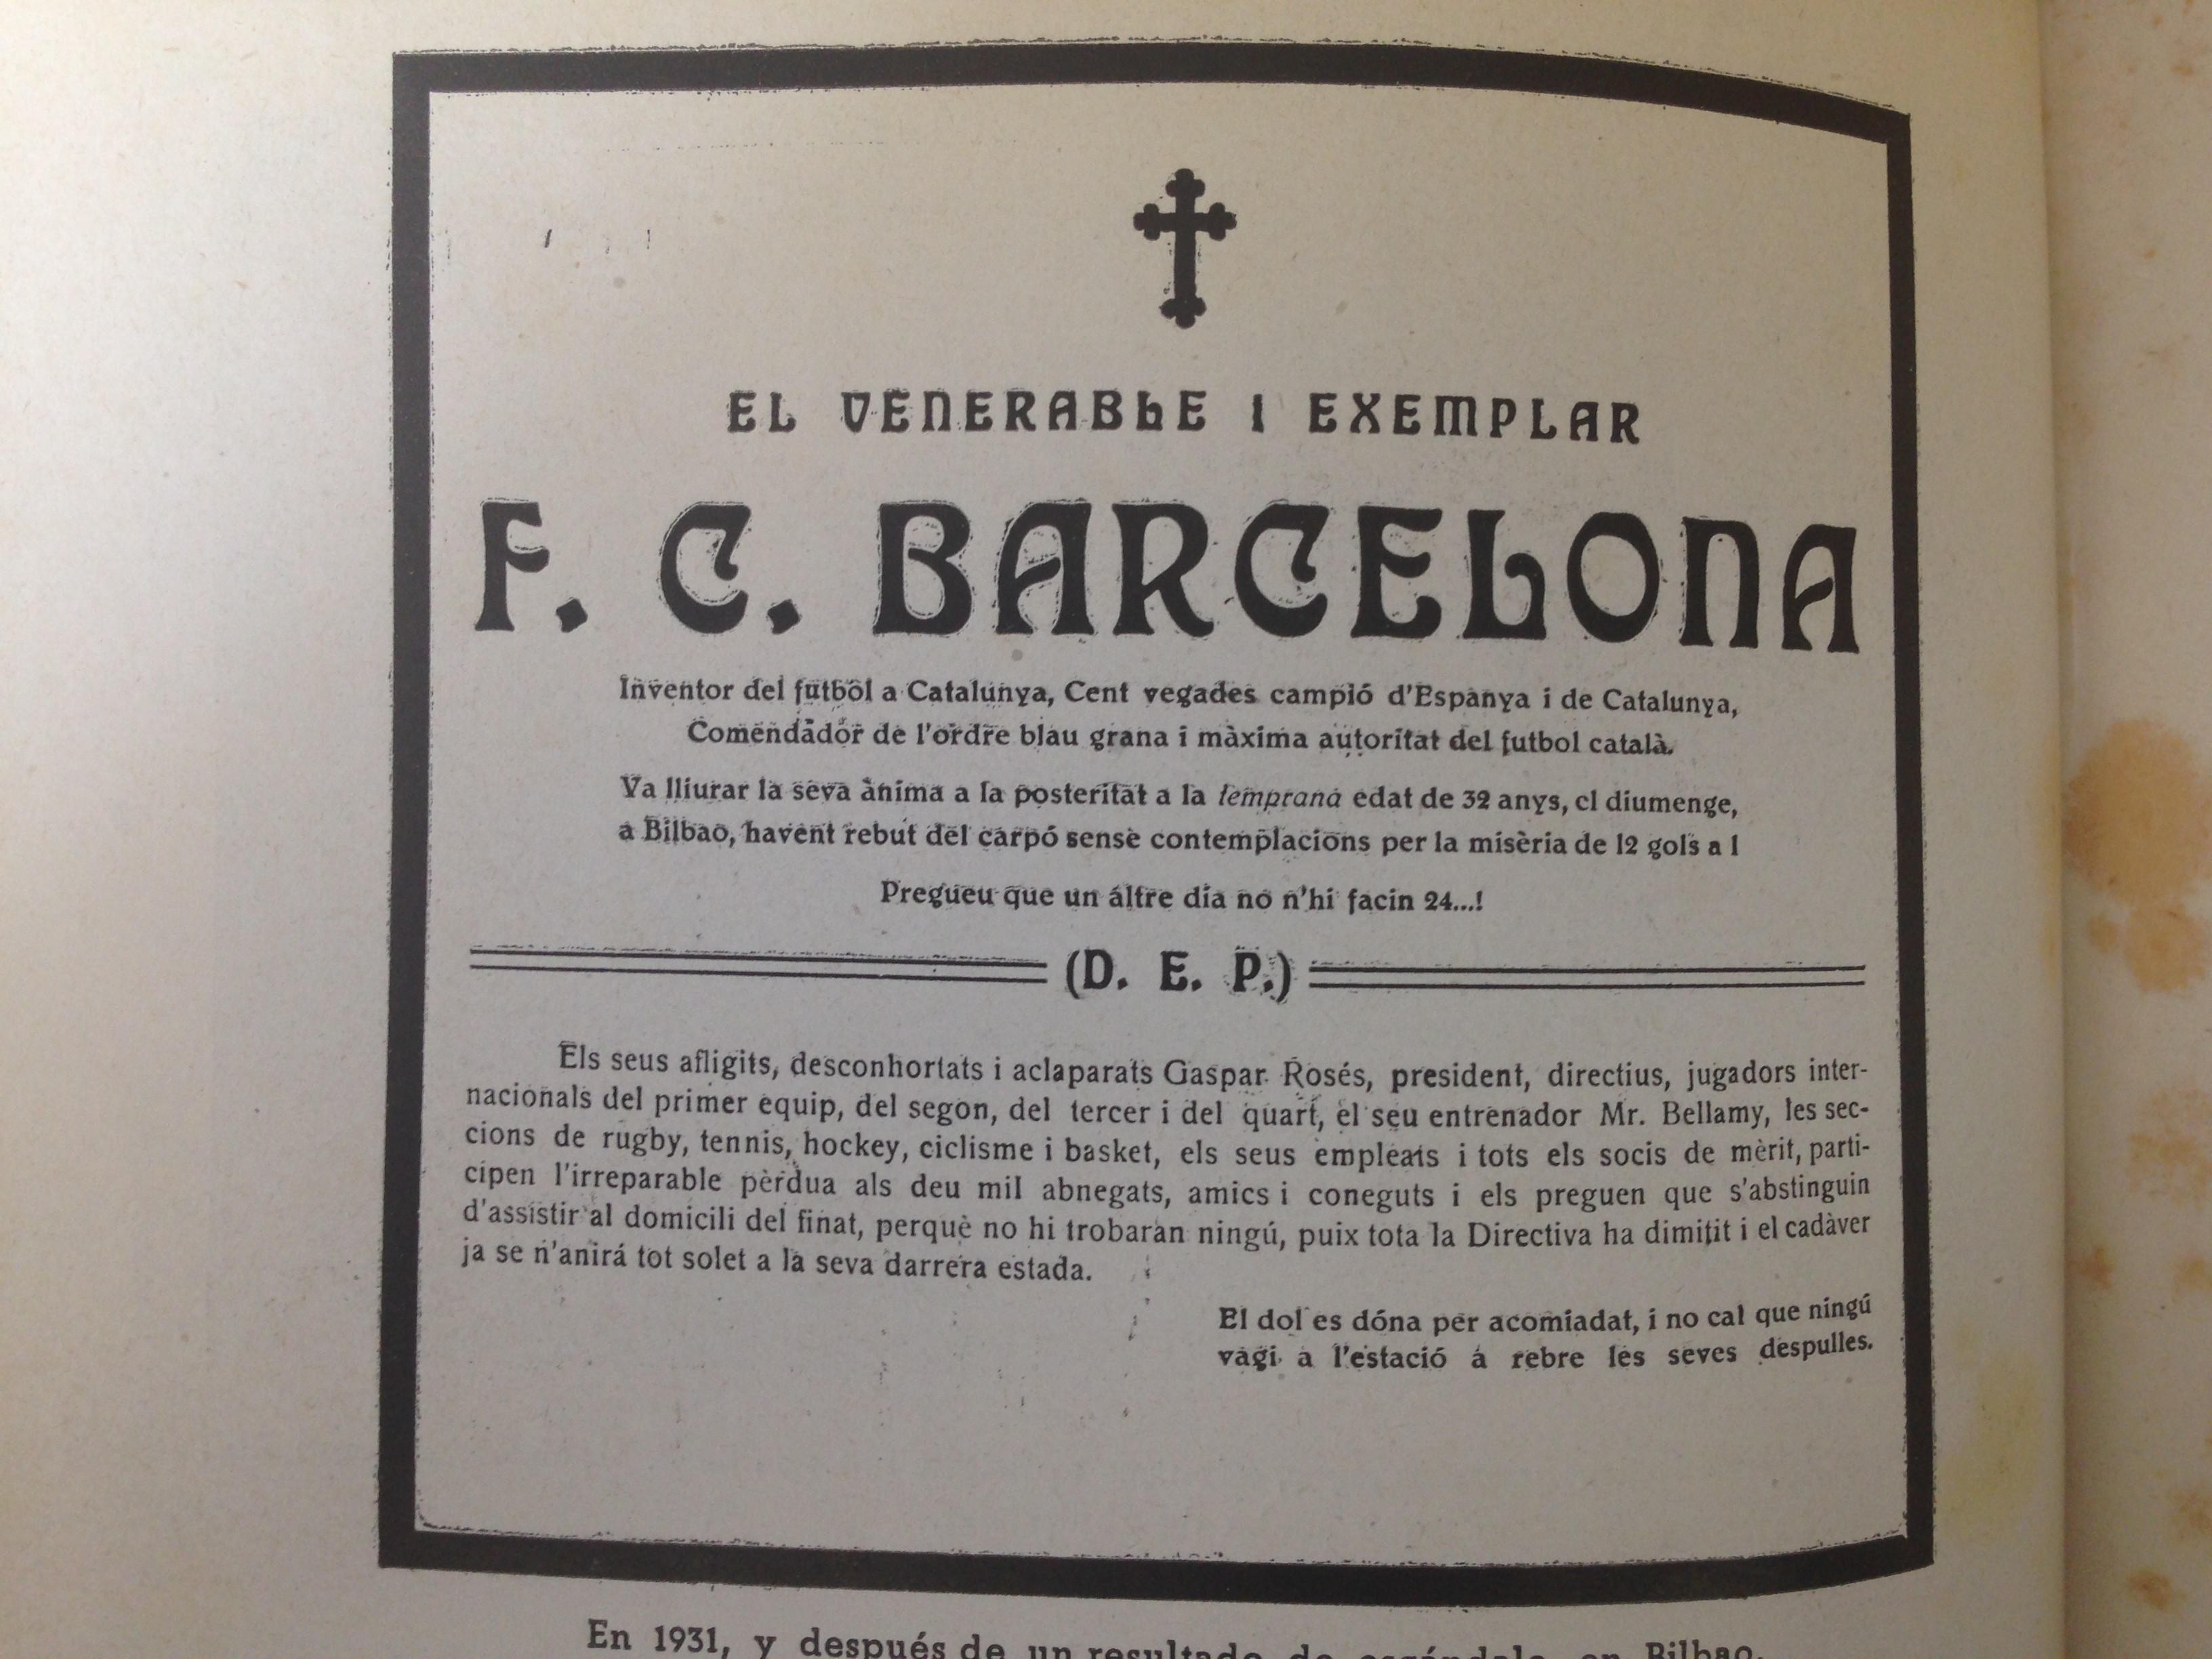 EL VENERABLE I EXEMPLAR
F. C. BARCELONA
Inventor del futbol a Catalunya, Cent vegades campió d'Espanya i de Catalunya,
Comendador de l'ordre blau grana i màxima autoritat del futbol català.
Va lliurar la seva ànima a la posteritat a la temprana edat de 32 anys, el diumenge,
a Bilbao, havent rebut del carpó sense contemplacions per la misèria de 12 gols a 1
Pregueu que un áltre dia no n'hi facin 24...!
(D. E. P.)
Els seus afligits, desconhortats i aclaparats Gaspar Rosés, president, directius, jugadors inter-
nacionals del primer equip, del segon, del tercer i del quart, el seu entrenador Mr. Bellamy, les sec-
cions de rugby, tennis, hockey, ciclisme i basket, els seus empleats i tots els socis de mèrit, parti-
cipen l'irreparable pèrdua als deu mil abnegats, amics i coneguts i els preguen que s'abstinguin
d'assistir al domicili del finat, perquè no hi trobaran ningú, puix tota la Directiva ha dimitit i el cadàver
ja se n'anirá tot solet a la seva darrera estada.
El dol es dóna per acomiadat, i no cal que ningú
vagi a l'estació á rebre les seves despulles.
En 1931, y después de un resultado de escándalo en Bilbao,